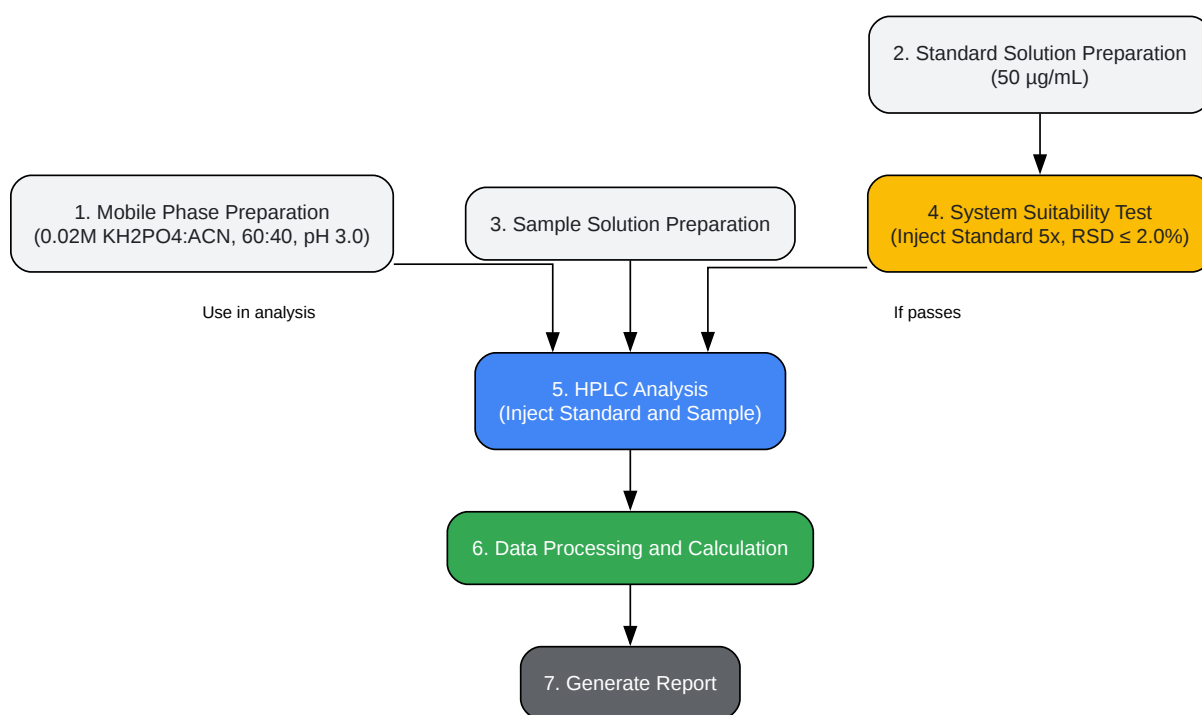 2. Standard Solution Preparation
(50 µg/mL)
1. Mobile Phase Preparation
(0.02M KH2PO4:ACN, 60:40, pH 3.0)
3. Sample Solution Preparation
4. System Suitability Test
(Inject Standard 5x, RSD ≤ 2.0%)
Use in analysis
If passes
5. HPLC Analysis
(Inject Standard and Sample)
6. Data Processing and Calculation
7. Generate Report